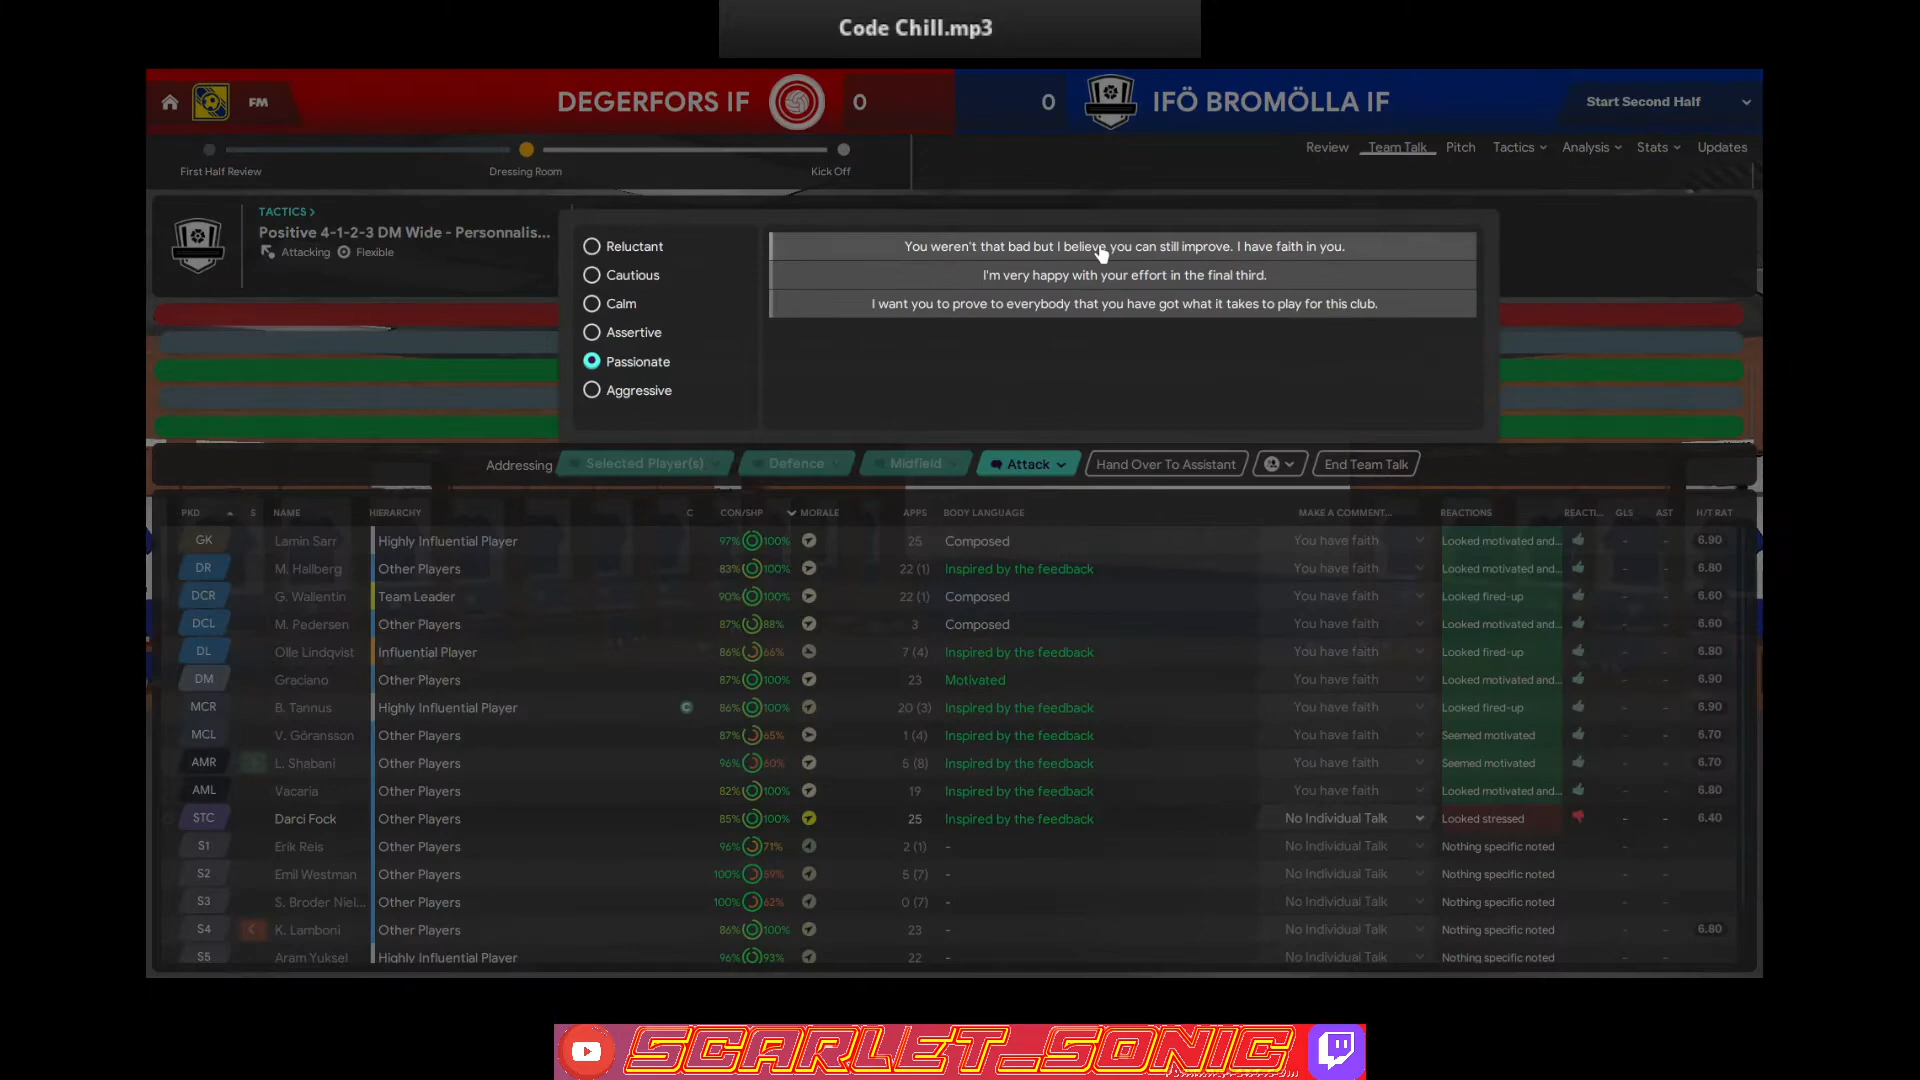 Code Chill.mp3
FM
DEGERFORS IF 0
0 IFÖ BROMÖLLA IF
Start Second Half
First Half Review
Dressing Room
Kick Off
Review Team Talk Pitch Tactics Analysis Stats Updates
TACTICS >
Positive 4-1-2-3 DM Wide - Personnalis...
Attacking Flexible
Reluctant
Cautious
Calm
Assertive
Passionate
Aggressive
You weren't that bad but I believe you can still improve. I have faith in you.
I'm very happy with your effort in the final third.
I want you to prove to everybody that you have got what it takes to play for this club.
Addressing Selected Player(s) Defence Midfield Attack Hand Over To Assistant End Team Talk
PKD S NAME HIERARCHY C CON/SHP MORALE APPS BODY LANGUAGE MAKE A COMMENT... REACTIONS REACTI... GLS AST H/T RAT
GK Lamin Sarr Highly Influential Player 97% 100% 25 Composed You have faith Looked motivated and... - - 6.90
DR M. Hallberg Other Players 83% 100% 22 (1) Inspired by the feedback You have faith Looked motivated and... - - 6.80
DCR G. Wallentin Team Leader 90% 100% 22 (1) Composed You have faith Looked fired-up - - 6.60
DCL M. Pedersen Other Players 87% 88% 3 Composed You have faith Looked motivated and... - - 6.60
DL Olle Lindqvist Influential Player 86% 66% 7 (4) Inspired by the feedback You have faith Looked fired-up - - 6.80
DM Graciano Other Players 87% 100% 23 Motivated You have faith Looked motivated and... - - 6.90
MCR B. Tannus Highly Influential Player C 86% 100% 20 (3) Inspired by the feedback You have faith Looked fired-up - - 6.90
MCL V. Göransson Other Players 87% 65% 1 (4) Inspired by the feedback You have faith Seemed motivated - - 6.70
AMR L. Shabani Other Players 96% 60% 5 (8) Inspired by the feedback You have faith Seemed motivated - - 6.70
AML Vacaria Other Players 82% 100% 19 Inspired by the feedback You have faith Looked motivated and... - - 6.80
STC Darci Fock Other Players 85% 100% 25 Inspired by the feedback No Individual Talk Looked stressed - - 6.40
S1 Erik Reis Other Players 96% 71% 2 (1) - No Individual Talk Nothing specific noted - -
S2 Emil Westman Other Players 100% 59% 5 (7) - No Individual Talk Nothing specific noted - -
S3 S. Broder Niel... Other Players 100% 62% 0 (7) - No Individual Talk Nothing specific noted - -
S4 K. Lamboni Other Players 86% 100% 23 - No Individual Talk Nothing specific noted - - 6.80
S5 Aram Yuksel Highly Influential Player 96% 93% 22 - No Individual Talk Nothing specific noted - -
SCARLET_SONIC